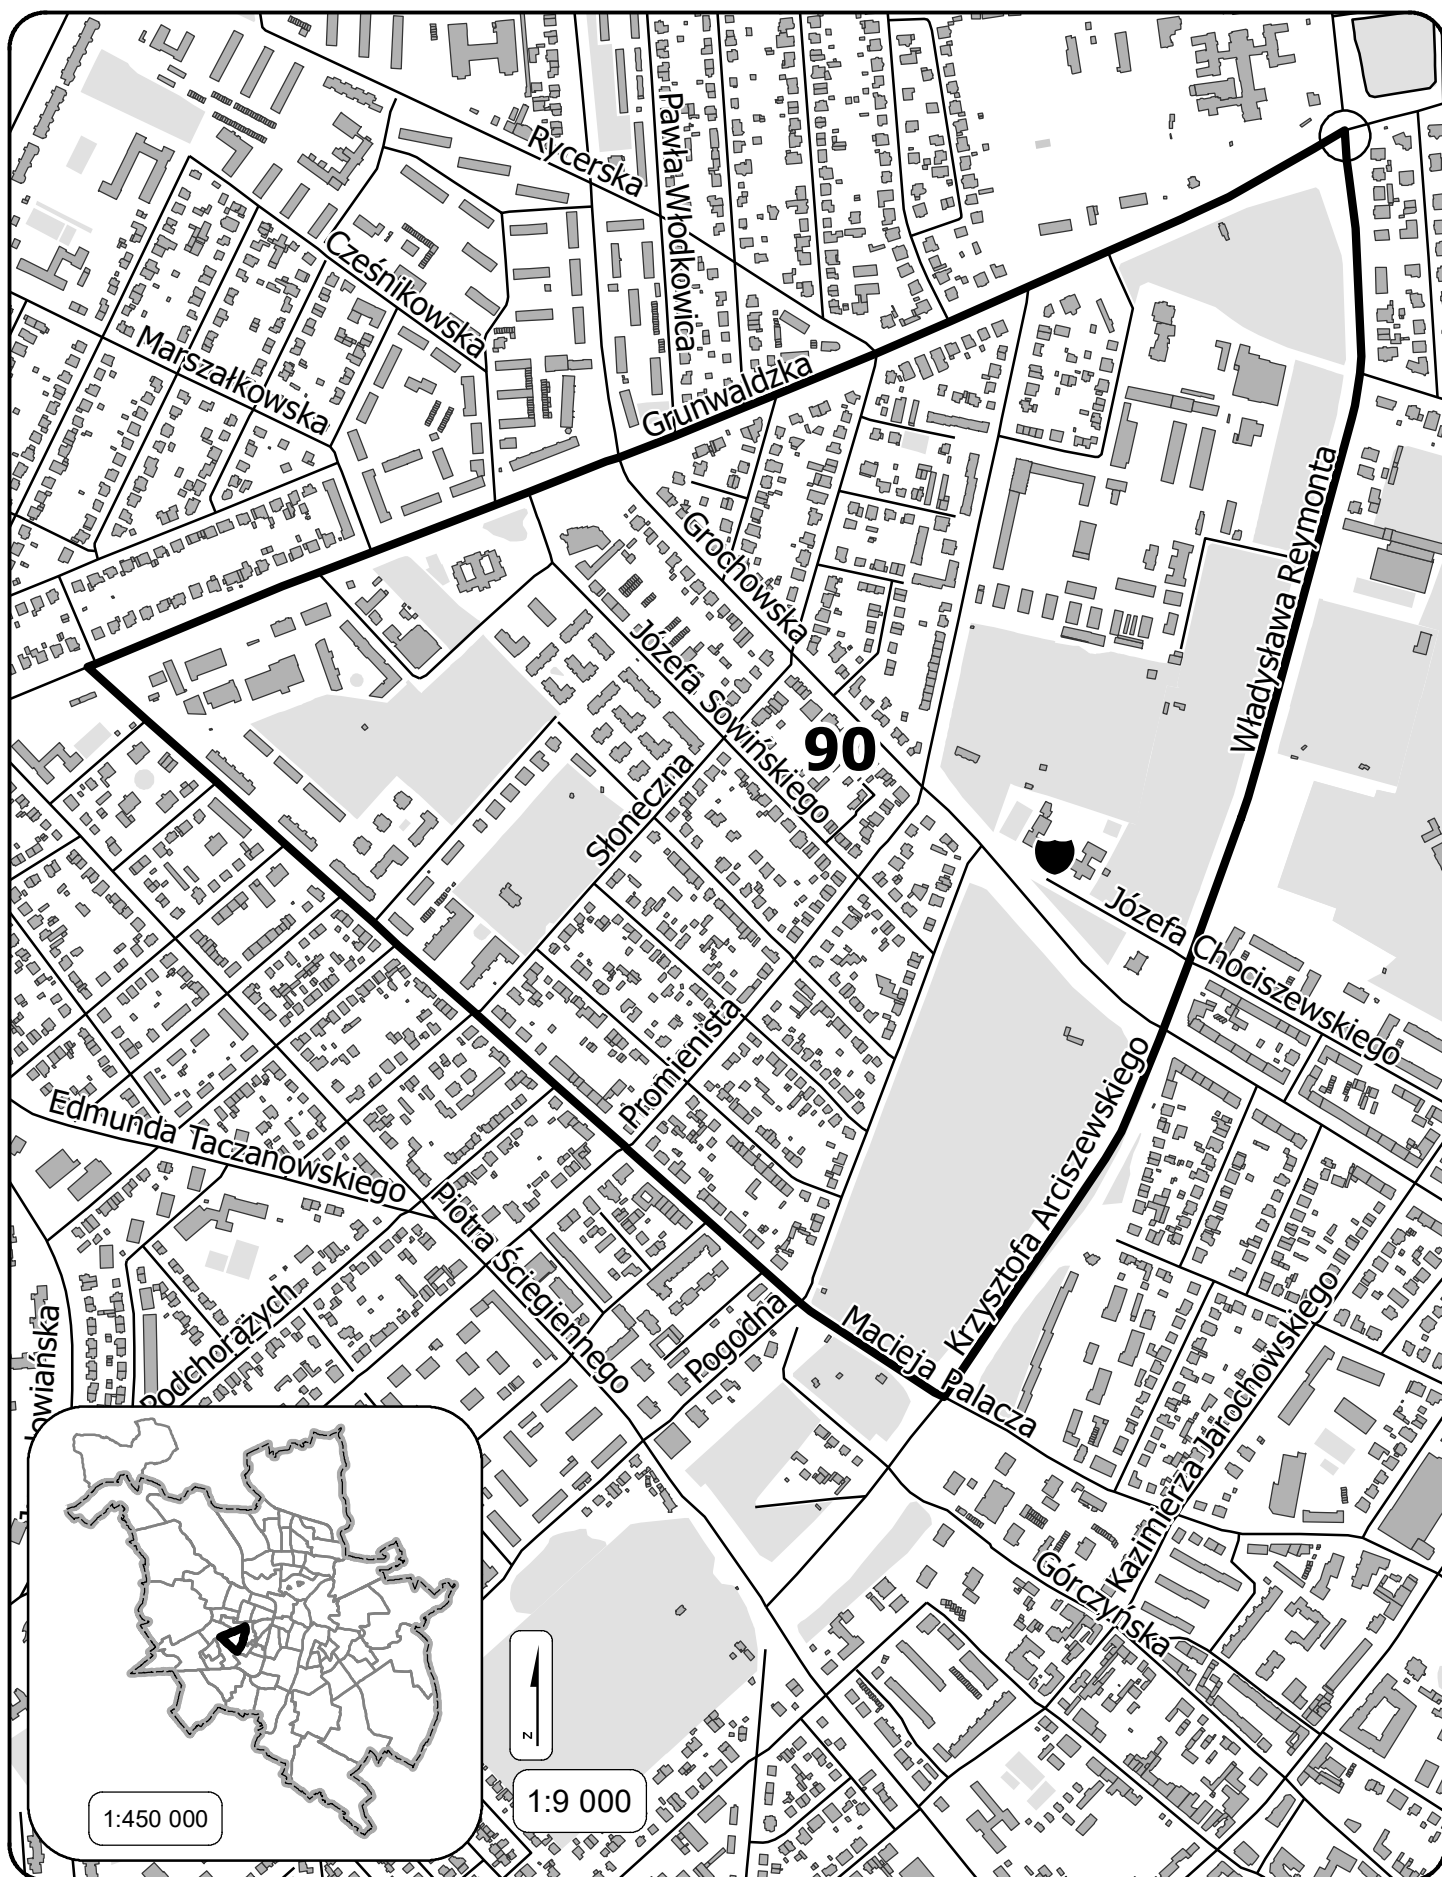 Rycerska
Pawła Włodkowica
Cześnikowska
Marszałkowska
Grunwaldzka
Grochowska
Władysława Reymonta
Józefa Sowińskiego
90
Słoneczna
Józefa Chociszewskiego
Promienista
Krzysztofa Arciszewskiego
Edmunda Taczanowskiego
Piotra Ściegiennego
Podchorążych
Pogodna
Macieja Palacza
Kazimierza Jarochowskiego
Górczyńska
owiańska
N
1:9 000
1:450 000